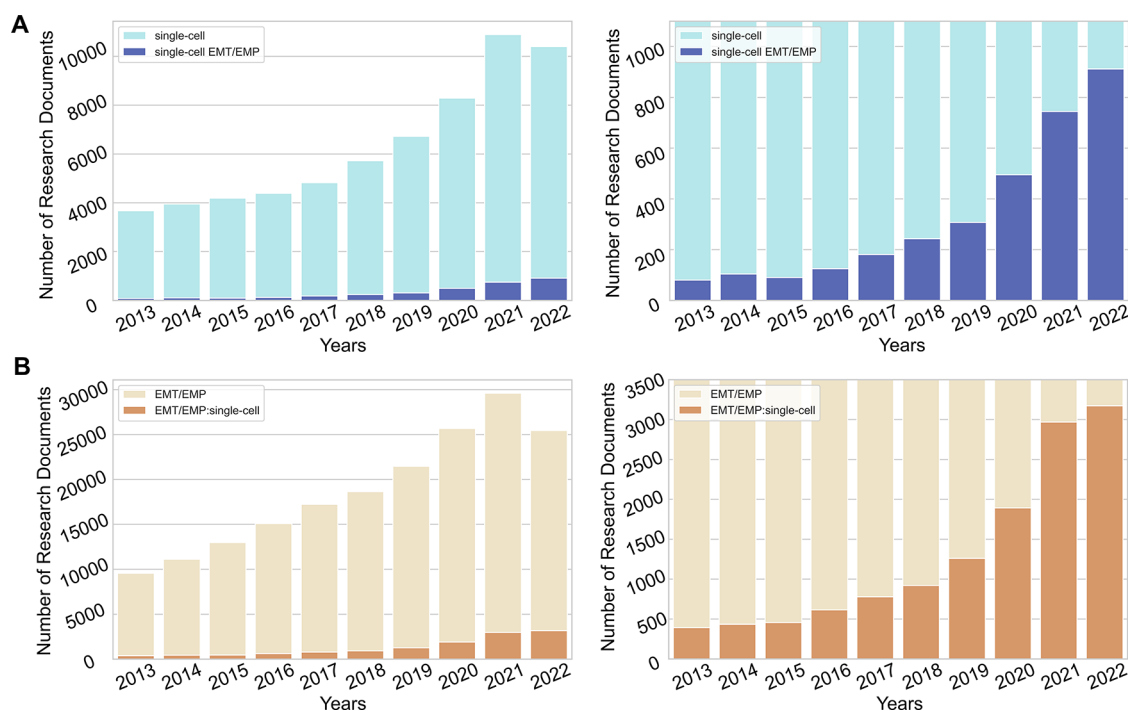 A
Number of Research Documents
10000
8000
6000
4000
2000
0
single-cell
single-cell EMT/EMP
2013 2014 2015 2016 2017 2018 2019 2020 2021 2022
Years
Number of Research Documents
1000
800
600
400
200
0
single-cell
single-cell EMT/EMP
2013 2014 2015 2016 2017 2018 2019 2020 2021 2022
Years
B
Number of Research Documents
30000
25000
20000
15000
10000
5000
0
EMT/EMP
EMT/EMP:single-cell
2013 2014 2015 2016 2017 2018 2019 2020 2021 2022
Years
Number of Research Documents
3500
3000
2500
2000
1500
1000
500
0
EMT/EMP
EMT/EMP:single-cell
2013 2014 2015 2016 2017 2018 2019 2020 2021 2022
Years